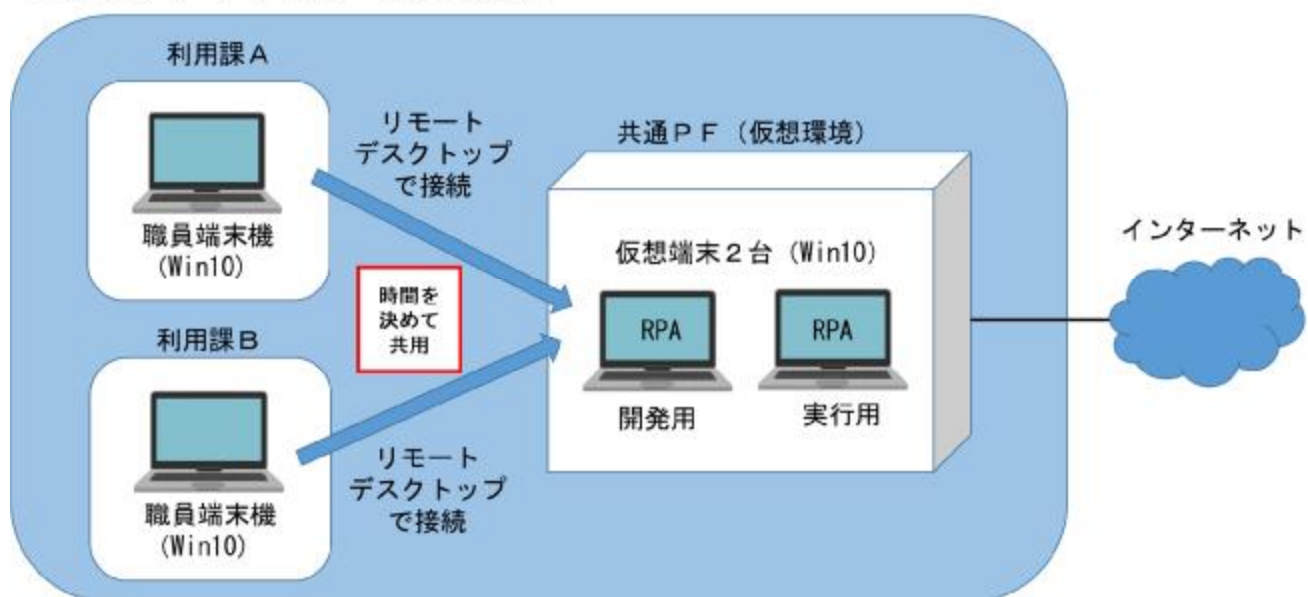 利用課A
職員端末機
(Win10)
リモート
デスクトップ
で接続
時間を
決めて
共用
利用課B
職員端末機
(Win10)
リモート
デスクトップ
で接続
共通PF（仮想環境）
仮想端末2台（Win10）
RPA
開発用
RPA
実行用
インターネット